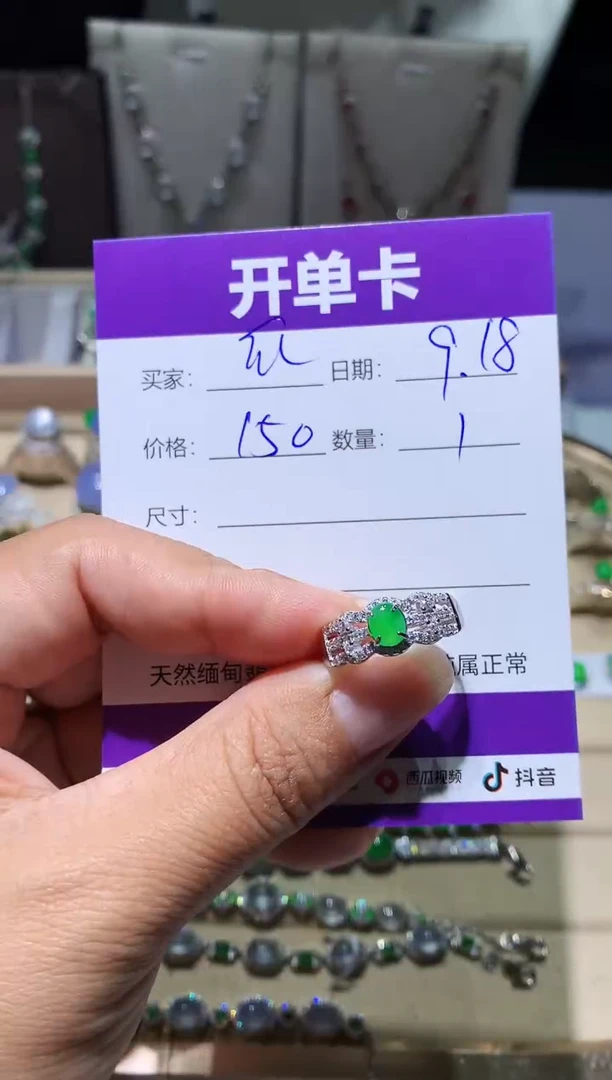 开单卡
买家： 日期： 9.18
价格： 150 数量： 1
尺寸：
天然缅甸翡 属正常
西瓜视频 抖音